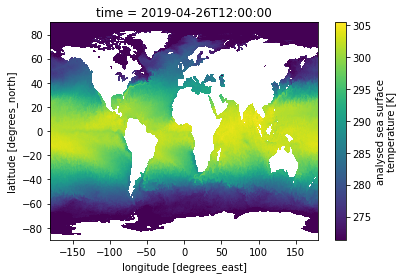 time = 2019-04-26T12:00:00
80
60
40
20
0
−20
−40
−60
−80
latitude [degrees_north]
−150 −100 −50 0 50 100 150
longitude [degrees_east]
305
300
295
290
285
280
275
analysed sea surface
temperature [K]